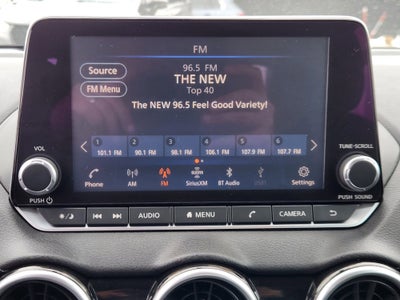 FM
Source
96.5 FM
THE NEW
FM Menu
Top 40
The NEW 96.5 Feel Good Variety!
1 2 3 4 5 6
101.1 FM 90.1 FM 98.1 FM 106.1 FM 107.9 FM 107.7 FM
VOL
TUNE•SCROLL
Phone AM FM SiriusXM BT Audio USB Settings
PUSH
PUSH SOUND
AUDIO MENU CAMERA